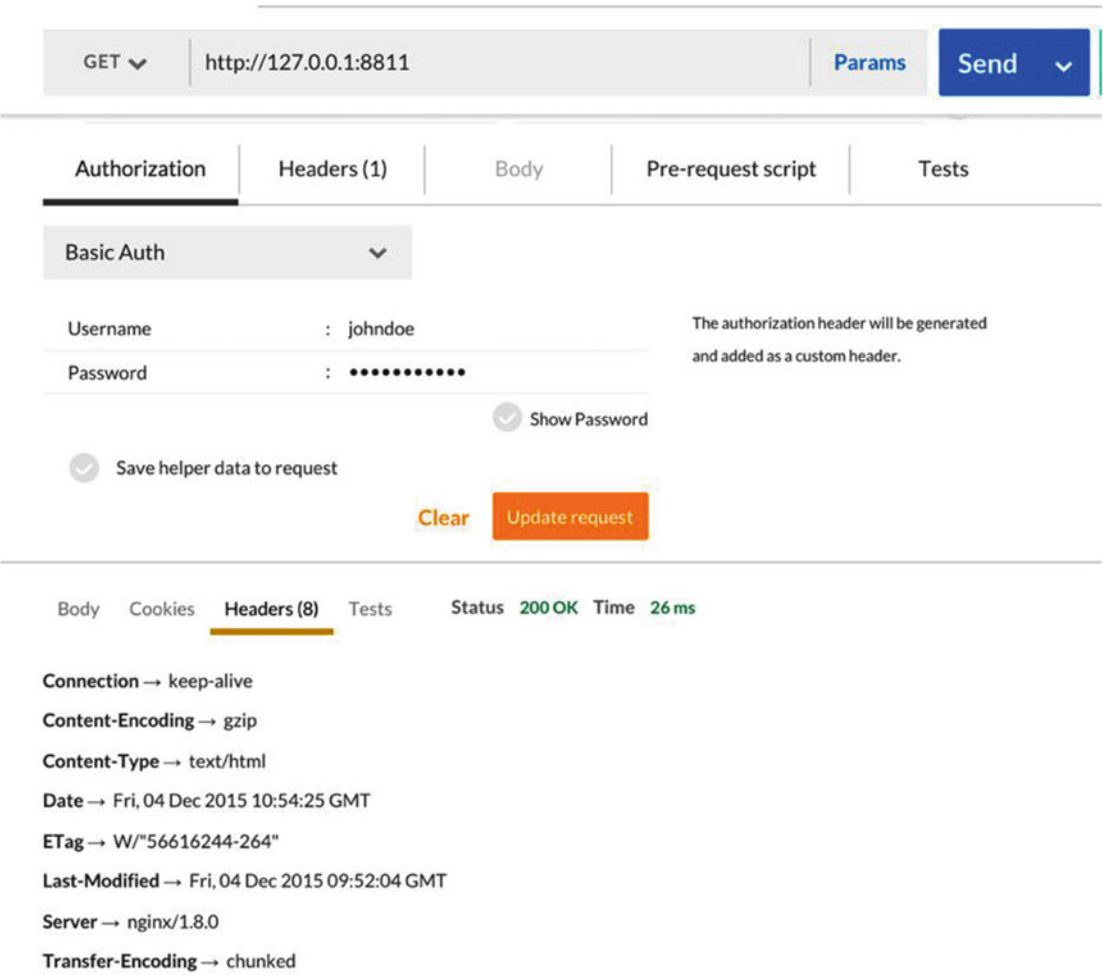 GET http://127.0.0.1:8811 Params Send
Authorization Headers (1) Body Pre-request script Tests
Basic Auth
Username : johndoe
The authorization header will be generated
and added as a custom header.
Password : •••••••••••
Show Password
Save helper data to request
Clear Update request
Body Cookies Headers (8) Tests Status 200 OK Time 26 ms
Connection → keep-alive
Content-Encoding → gzip
Content-Type → text/html
Date → Fri, 04 Dec 2015 10:54:25 GMT
ETag → W/"56616244-264"
Last-Modified → Fri, 04 Dec 2015 09:52:04 GMT
Server → nginx/1.8.0
Transfer-Encoding → chunked